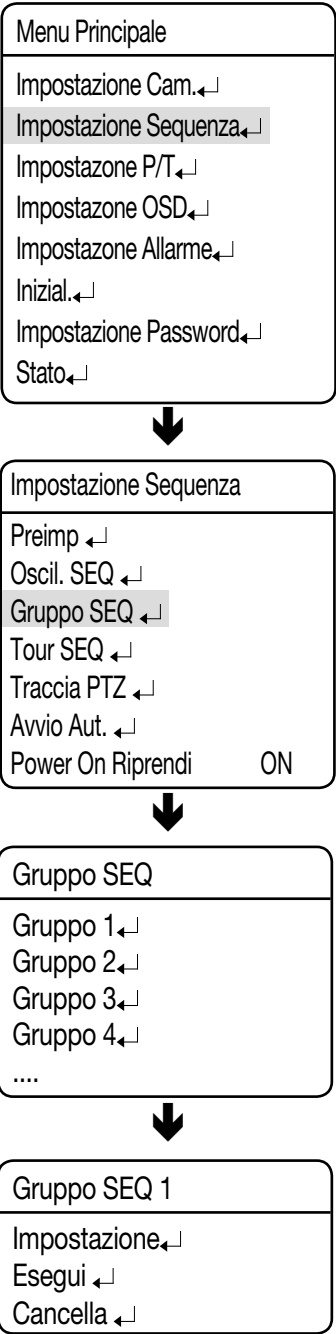 Menu Principale
Impostazione Cam.↵
Impostazione Sequenza↵
Impostazone P/T↵
Impostazone OSD↵
Impostazone Allarme↵
Inizial.↵
Impostazione Password↵
Stato↵
Impostazione Sequenza
Preimp ↵
Oscil. SEQ ↵
Gruppo SEQ ↵
Tour SEQ ↵
Traccia PTZ ↵
Avvio Aut. ↵
Power On Riprendi ON
Gruppo SEQ
Gruppo 1↵
Gruppo 2↵
Gruppo 3↵
Gruppo 4↵
....
Gruppo SEQ 1
Impostazione↵
Esegui ↵
Cancella ↵